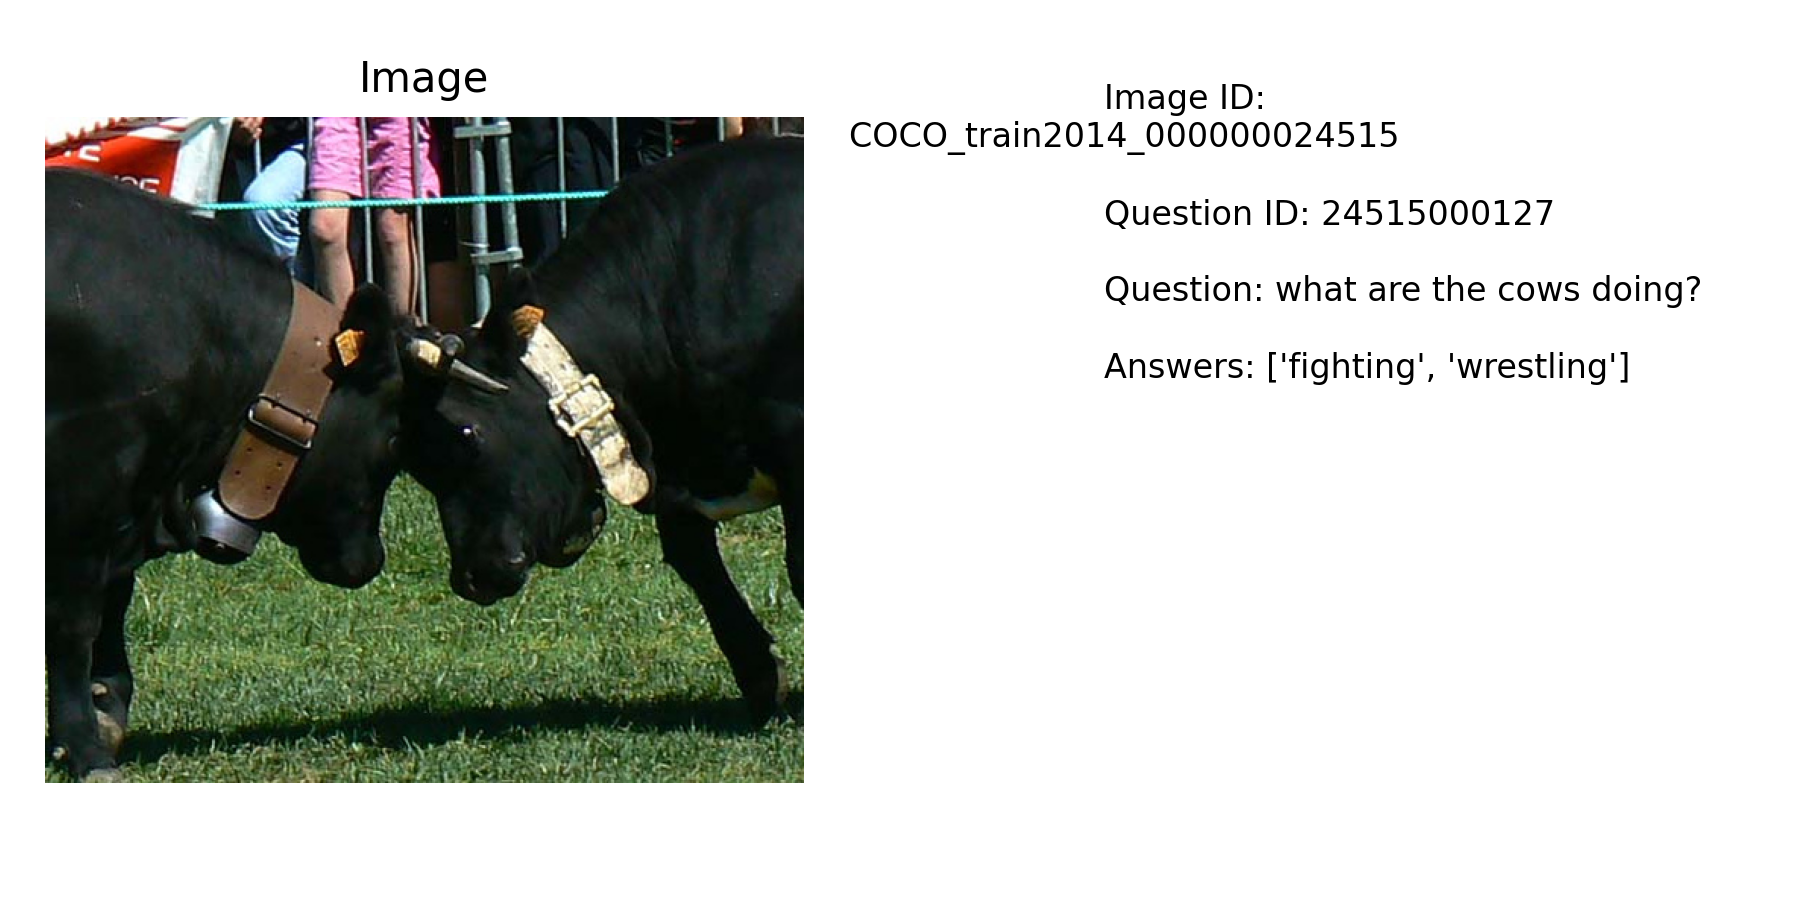 Image
Image ID:
COCO_train2014_000000024515
Question ID: 24515000127
Question: what are the cows doing?
Answers: ['fighting', 'wrestling']